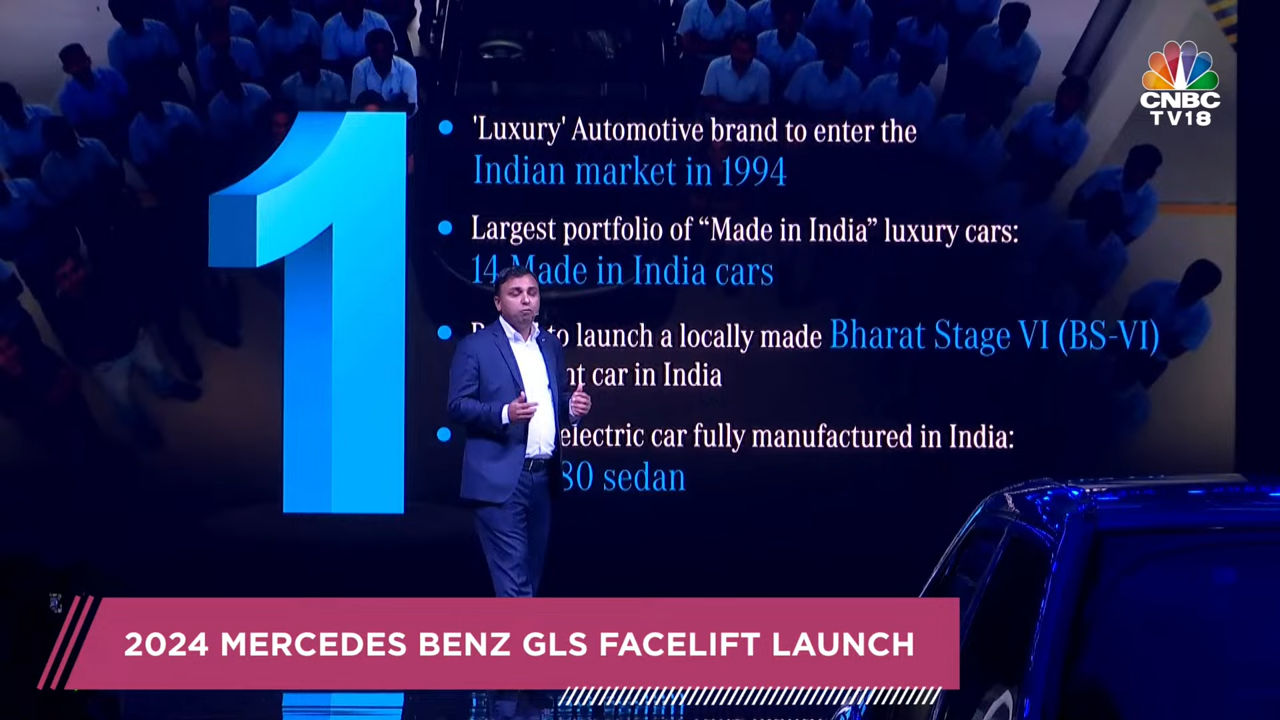 CNBC
TV18
1
'Luxury' Automotive brand to enter the
Indian market in 1994
Largest portfolio of “Made in India” luxury cars:
14 Made in India cars
to launch a locally made Bharat Stage VI (BS-VI)
car in India
electric car fully manufactured in India:
sedan
2024 MERCEDES BENZ GLS FACELIFT LAUNCH